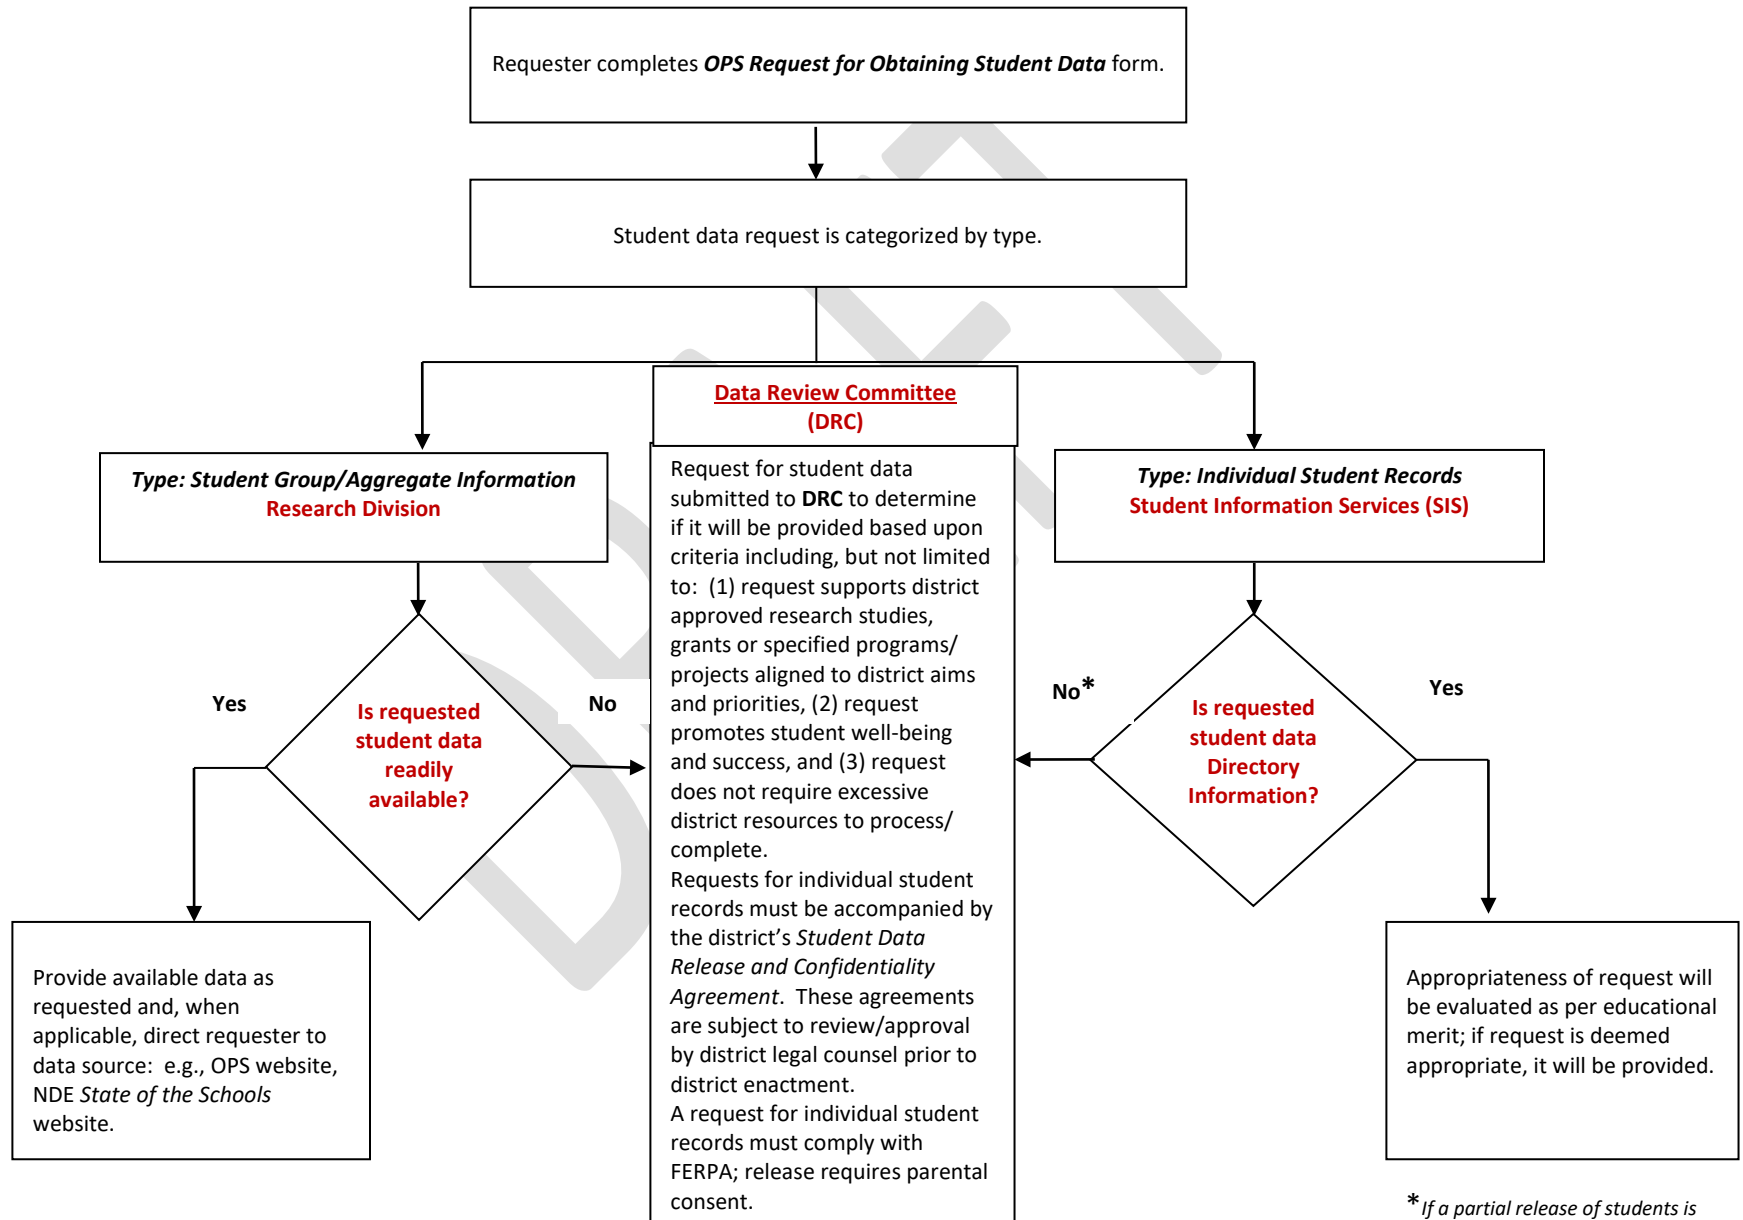 Requester completes OPS Request for Obtaining Student Data form.
Student data request is categorized by type.
Data Review Committee
(DRC)
Type: Student Group/Aggregate Information
Research Division
Type: Individual Student Records
Student Information Services (SIS)
Request for student data
submitted to DRC to determine
if it will be provided based upon
criteria including, but not limited
to:  (1) request supports district
approved research studies,
grants or specified programs/
projects aligned to district aims
and priorities, (2) request
promotes student well-being
and success, and (3) request
does not require excessive
district resources to process/
complete.
Requests for individual student
records must be accompanied by
the district’s Student Data
Release and Confidentiality
Agreement.  These agreements
are subject to review/approval
by district legal counsel prior to
district enactment.
A request for individual student
records must comply with
FERPA; release requires parental
consent.
Yes
Is requested
student data
readily
available?
No
No*
Is requested
student data
Directory
Information?
Yes
Provide available data as
requested and, when
applicable, direct requester to
data source:  e.g., OPS website,
NDE State of the Schools
website.
Appropriateness of request will
be evaluated as per educational
merit; if request is deemed
appropriate, it will be provided.
*If a partial release of students is
DRAFT